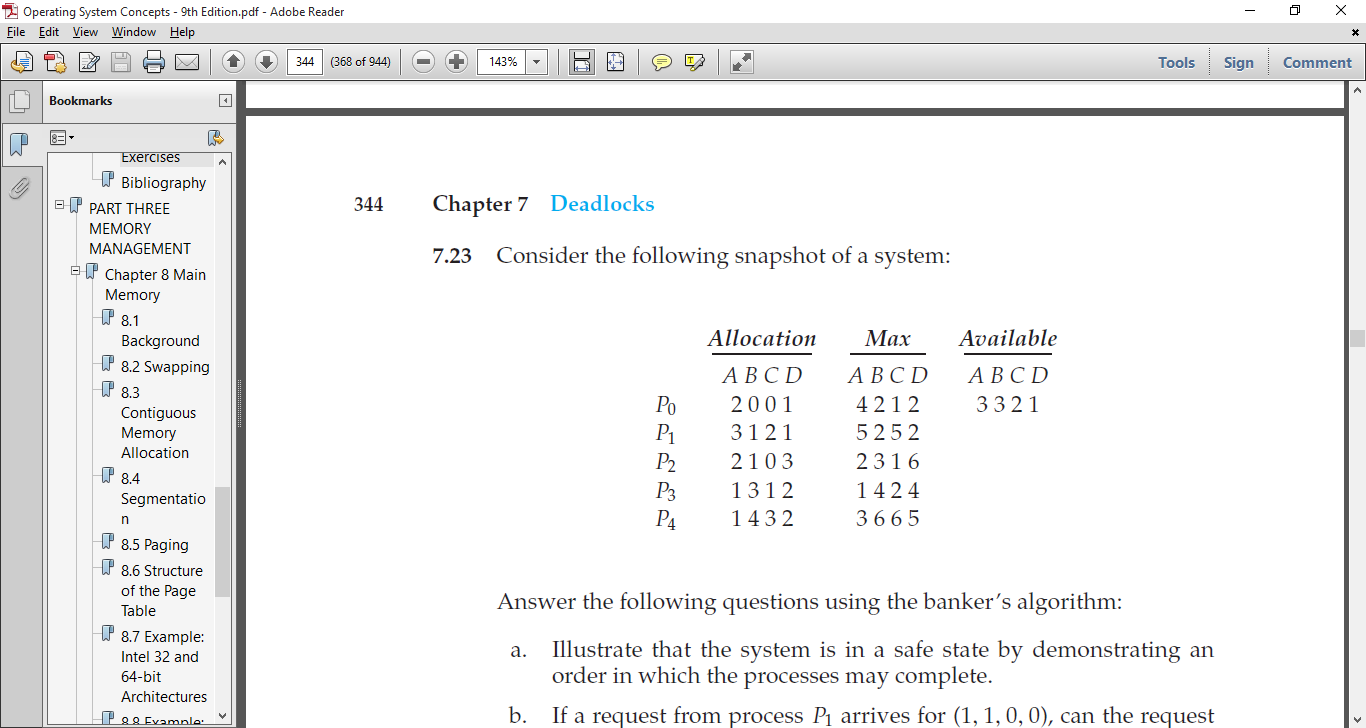 Operating System Concepts - 9th Edition.pdf - Adobe Reader
File Edit View Window Help
344 (368 of 944) 143% Tools Sign Comment
Bookmarks
Exercises
Bibliography
PART THREE
MEMORY
MANAGEMENT
Chapter 8 Main
Memory
8.1
Background
8.2 Swapping
8.3
Contiguous
Memory
Allocation
8.4
Segmentatio
n
8.5 Paging
8.6 Structure
of the Page
Table
8.7 Example:
Intel 32 and
64-bit
Architectures
8.8 Example:
344 Chapter 7 Deadlocks
7.23 Consider the following snapshot of a system:
Allocation Max Available
A B C D A B C D A B C D
P0 2 0 0 1 4 2 1 2 3 3 2 1
P1 3 1 2 1 5 2 5 2
P2 2 1 0 3 2 3 1 6
P3 1 3 1 2 1 4 2 4
P4 1 4 3 2 3 6 6 5
Answer the following questions using the banker's algorithm:
a. Illustrate that the system is in a safe state by demonstrating an
order in which the processes may complete.
b. If a request from process P1 arrives for (1, 1, 0, 0), can the request